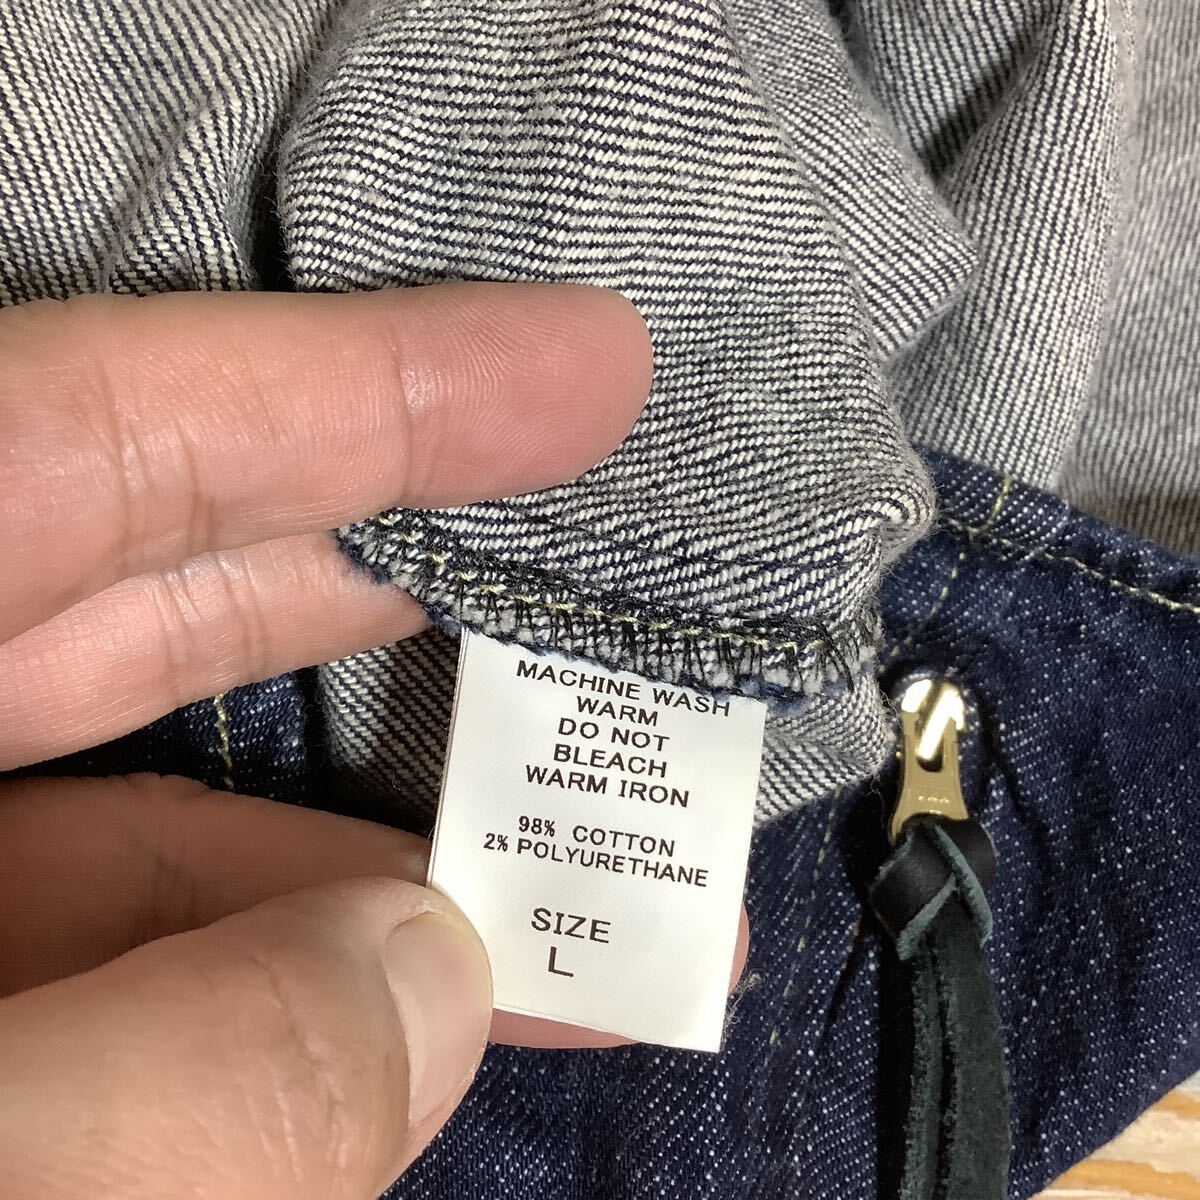 MACHINE WASH
WARM
DO NOT
BLEACH
WARM IRON
98% COTTON
2% POLYURETHANE
SIZE
L